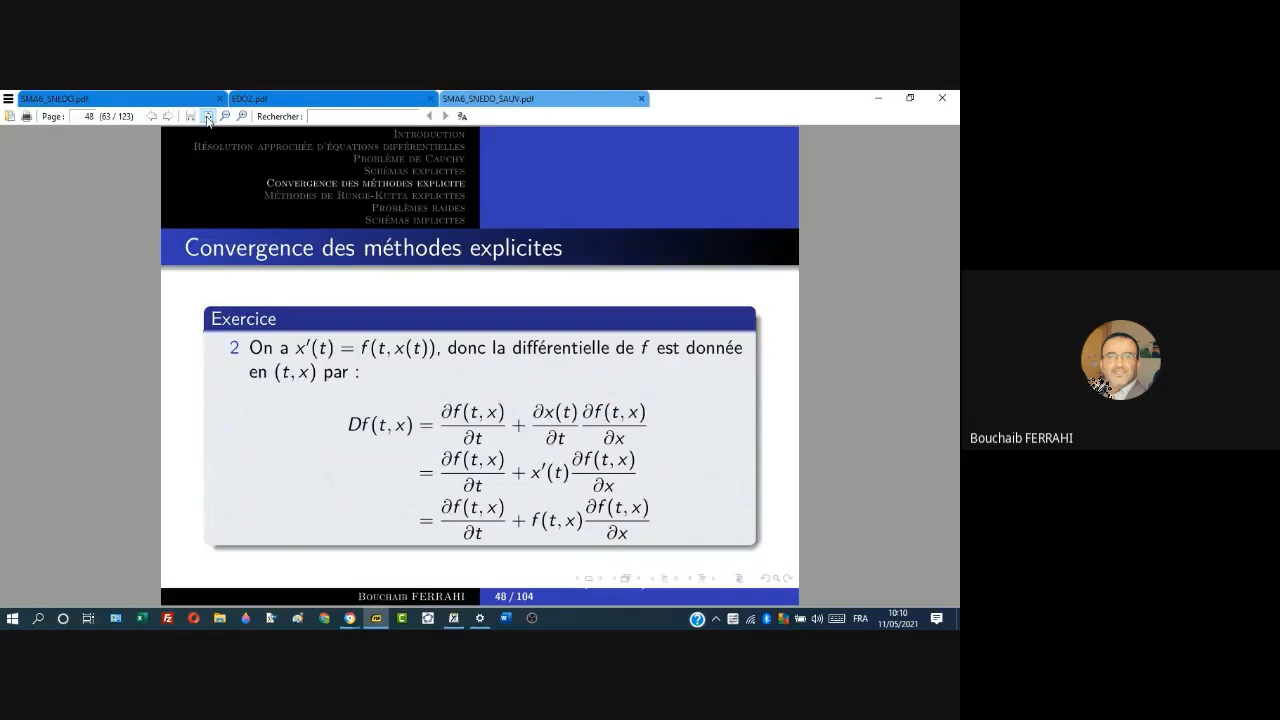 SMA6_SNEDO.pdf
EDO2.pdf
SMA6_SNEDO_SAUV.pdf
Page: 48 (63 / 123) Rechercher :
INTRODUCTION
RÉSOLUTION APPROCHÉE D'ÉQUATIONS DIFFÉRENTIELLES
PROBLÈME DE CAUCHY
SCHÉMAS EXPLICITES
CONVERGENCE DES MÉTHODES EXPLICITE
MÉTHODES DE RUNGE-KUTTA EXPLICITES
PROBLÈMES RAIDES
SCHÉMAS IMPLICITES
Convergence des méthodes explicites
Exercice
2 On a x′(t) = f(t, x(t)), donc la différentielle de f est donnée
en (t, x) par :
Df(t, x) = ∂f(t, x)/∂t + ∂x(t)/∂t ∂f(t, x)/∂x
= ∂f(t, x)/∂t + x′(t) ∂f(t, x)/∂x
= ∂f(t, x)/∂t + f(t, x) ∂f(t, x)/∂x
BOUCHAIB FERRAHI 48 / 104
FRA
10:10
11/05/2021
Bouchaib FERRAHI